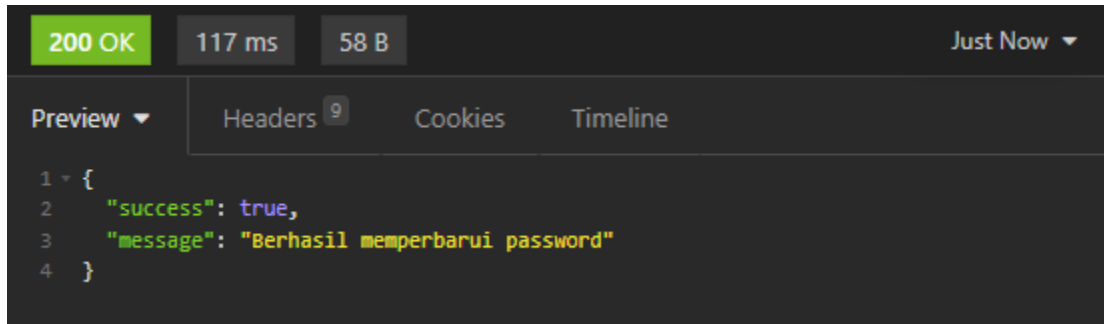 200 OK 117 ms 58 B Just Now
Preview Headers 9 Cookies Timeline
1 {
2 "success": true,
3 "message": "Berhasil memperbarui password"
4 }